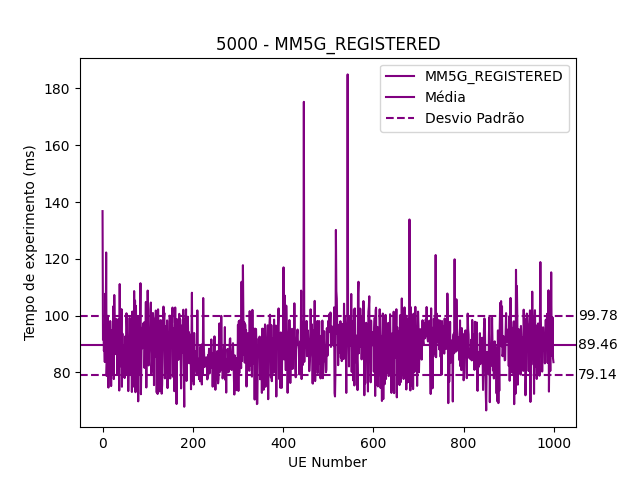 5000 - MM5G_REGISTERED
MM5G_REGISTERED
Média
Desvio Padrão
Tempo de experimento (ms)
180
160
140
120
100
80
99.78
89.46
79.14
0 200 400 600 800 1000
UE Number